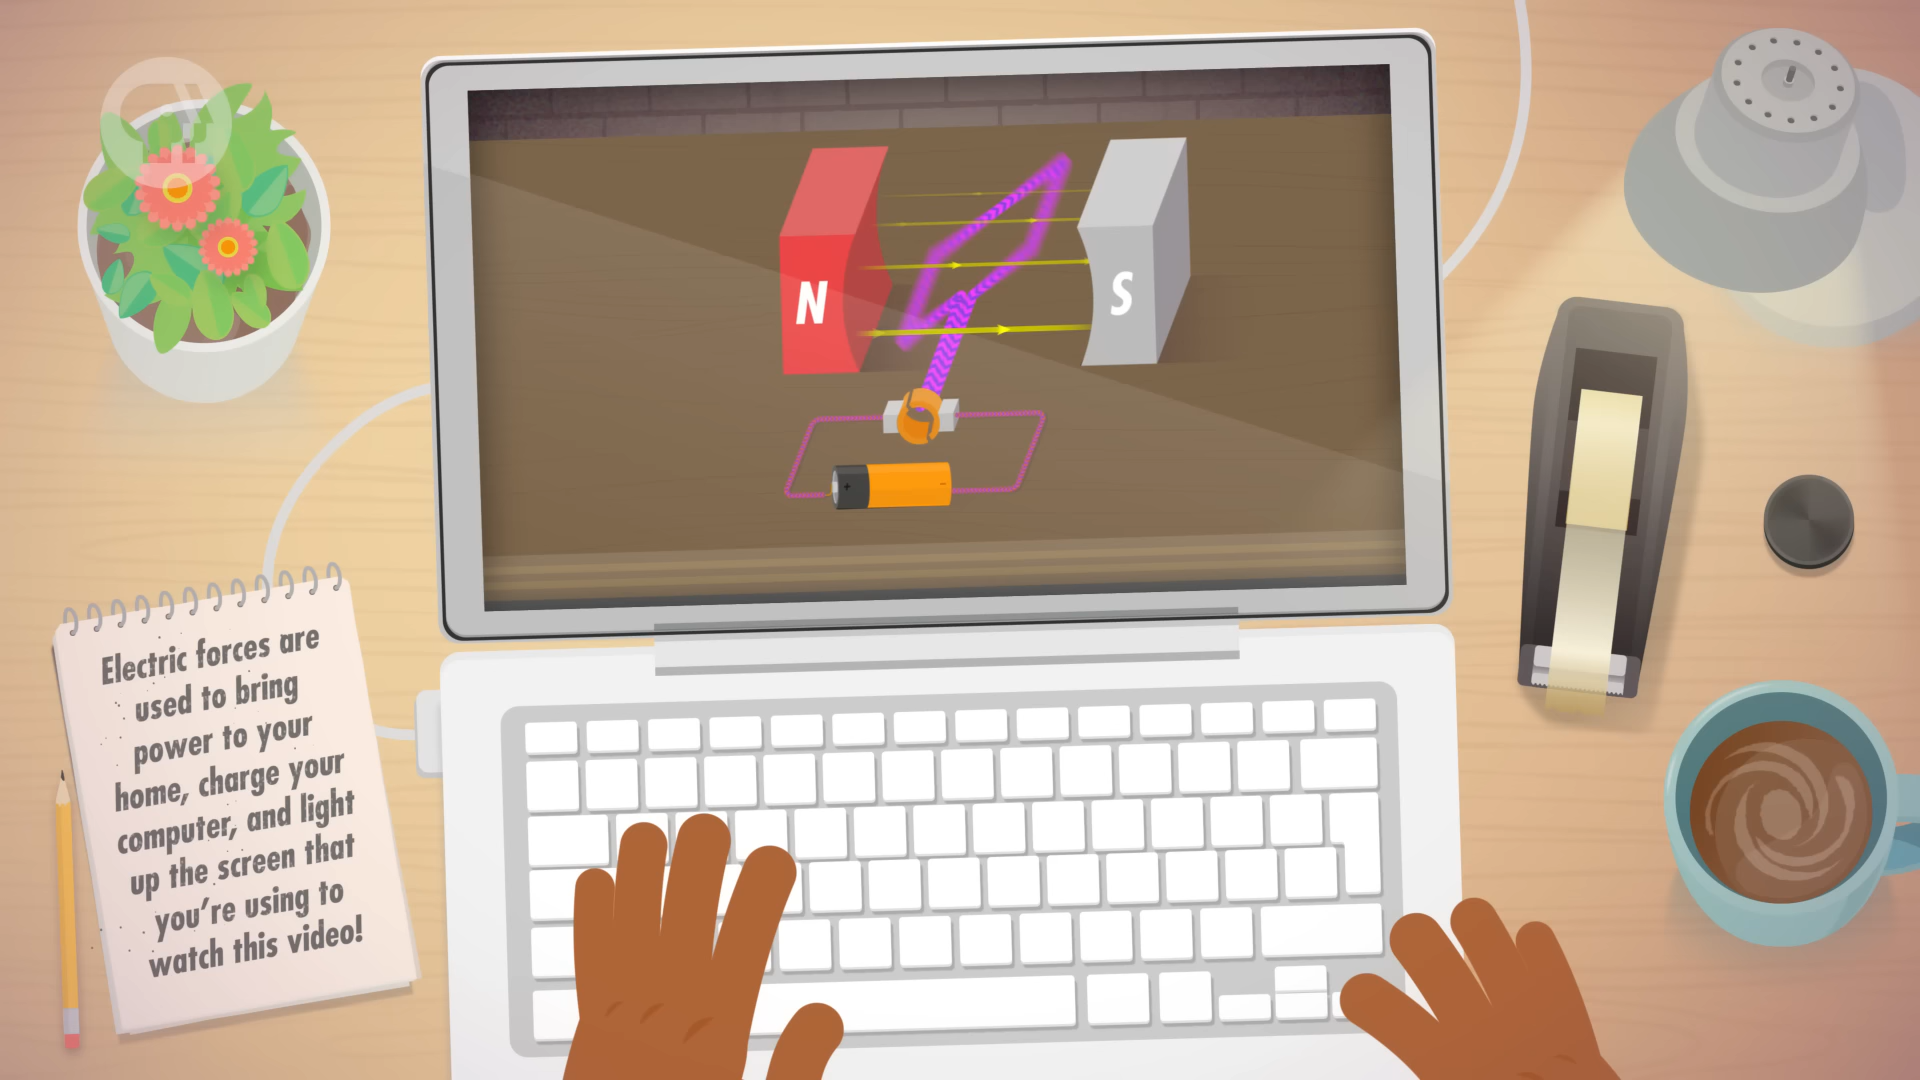 N
S
+
-
Electric forces are
used to bring
power to your
home, charge your
computer, and light
up the screen that
you're using to
watch this video!